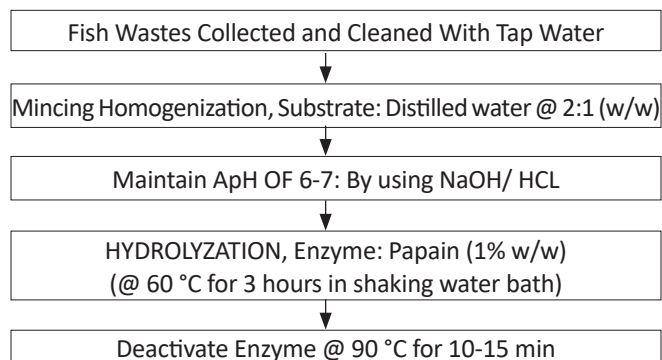 Fish Wastes Collected and Cleaned With Tap Water
Mincing Homogenization, Substrate: Distilled water @ 2:1 (w/w)
Maintain ApH OF 6-7: By using NaOH/ HCL
HYDROLYZATION, Enzyme: Papain (1% w/w)
(@ 60 °C for 3 hours in shaking water bath)
Deactivate Enzyme @ 90 °C for 10-15 min